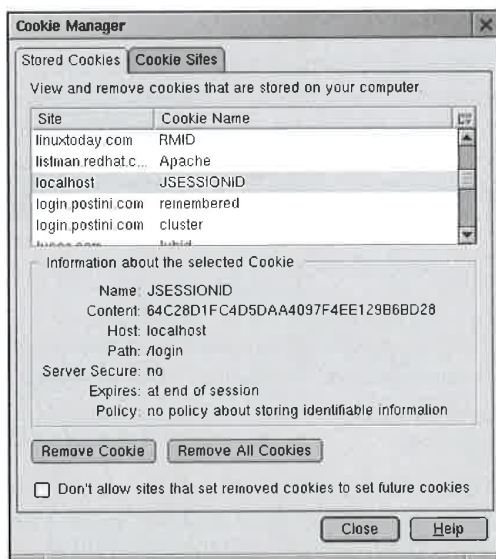 Cookie Manager
Stored Cookies Cookie Sites
View and remove cookies that are stored on your computer.
Site Cookie Name
linuxtoday.com RMID
listman.redhat.c... Apache
localhost JSESSIONID
login.postini.com remembered
login.postini.com cluster
Information about the selected Cookie
Name: JSESSIONID
Content: 64C28D1FC4D5DAA4097F4EE129B6BD28
Host: localhost
Path: /login
Server Secure: no
Expires: at end of session
Policy: no policy about storing identifiable information
Remove Cookie Remove All Cookies
Don't allow sites that set removed cookies to set future cookies
Close Help